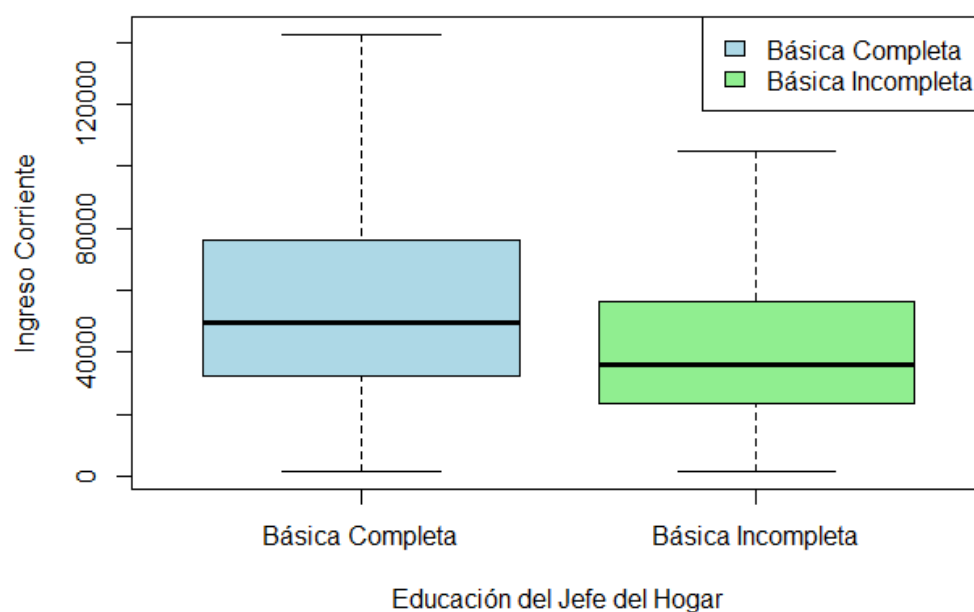 Básica Completa
Básica Incompleta
Ingreso Corriente
120000
80000
40000
0
Básica Completa
Básica Incompleta
Educación del Jefe del Hogar